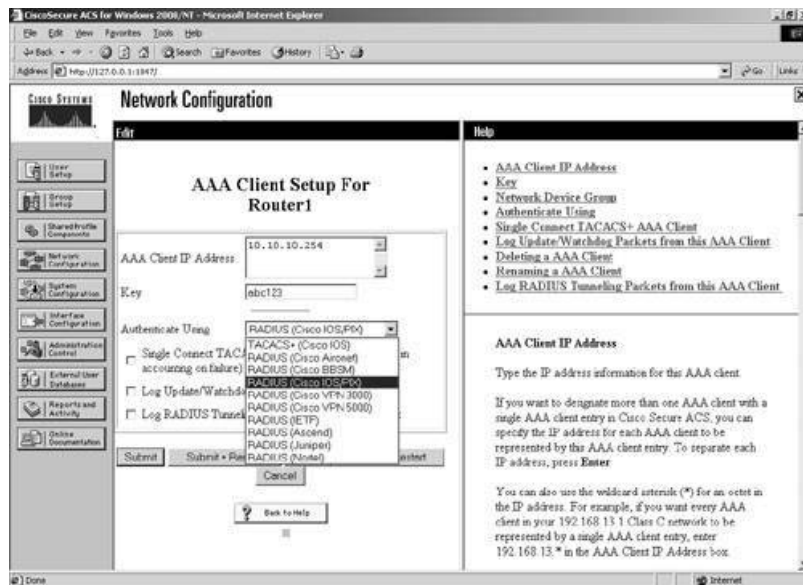 CiscoSecure ACS for Windows 2000/NT - Microsoft Internet Explorer
File Edit View Favorites Tools Help
Back Search Favorites History
Address http://127.0.0.1:1847/ Go Links
CISCO SYSTEMS
Network Configuration
Edit
Help
User Setup
Group Setup
Shared Profile Components
Network Configuration
System Configuration
Interface Configuration
Administration Control
External User Databases
Reports and Activity
Online Documentation
AAA Client Setup For
Router1
AAA Client IP Address
10.10.10.254
Key
abc123
Authenticate Using
RADIUS (Cisco IOS/PIX)
TACACS+ (Cisco IOS)
RADIUS (Cisco Aironet)
RADIUS (Cisco BBSM)
RADIUS (Cisco IOS/PIX)
RADIUS (Cisco VPN 3000)
RADIUS (Cisco VPN 5000)
RADIUS (IETF)
RADIUS (Ascend)
RADIUS (Juniper)
RADIUS (Nortel)
Single Connect TACA in
accounting on failure)
Log Update/Watchd
Log RADIUS Tunnel
Submit
Submit + Re estart
Cancel
Back to Help
AAA Client IP Address
Key
Network Device Group
Authenticate Using
Single Connect TACACS+ AAA Client
Log Update/Watchdog Packets from this AAA Client
Deleting a AAA Client
Renaming a AAA Client
Log RADIUS Tunneling Packets from this AAA Client
AAA Client IP Address
Type the IP address information for this AAA client.
If you want to designate more than one AAA client with a
single AAA client entry in Cisco Secure ACS, you can
specify the IP address for each AAA client to be
represented by this AAA client entry. To separate each
IP address, press Enter
You can also use the wildcard asterisk (*) for an octet in
the IP address. For example, if you want every AAA
client in your 192.168.13.1 Class C network to be
represented by a single AAA client entry, enter
192.168.13.* in the AAA Client IP Address box.
Done
Internet